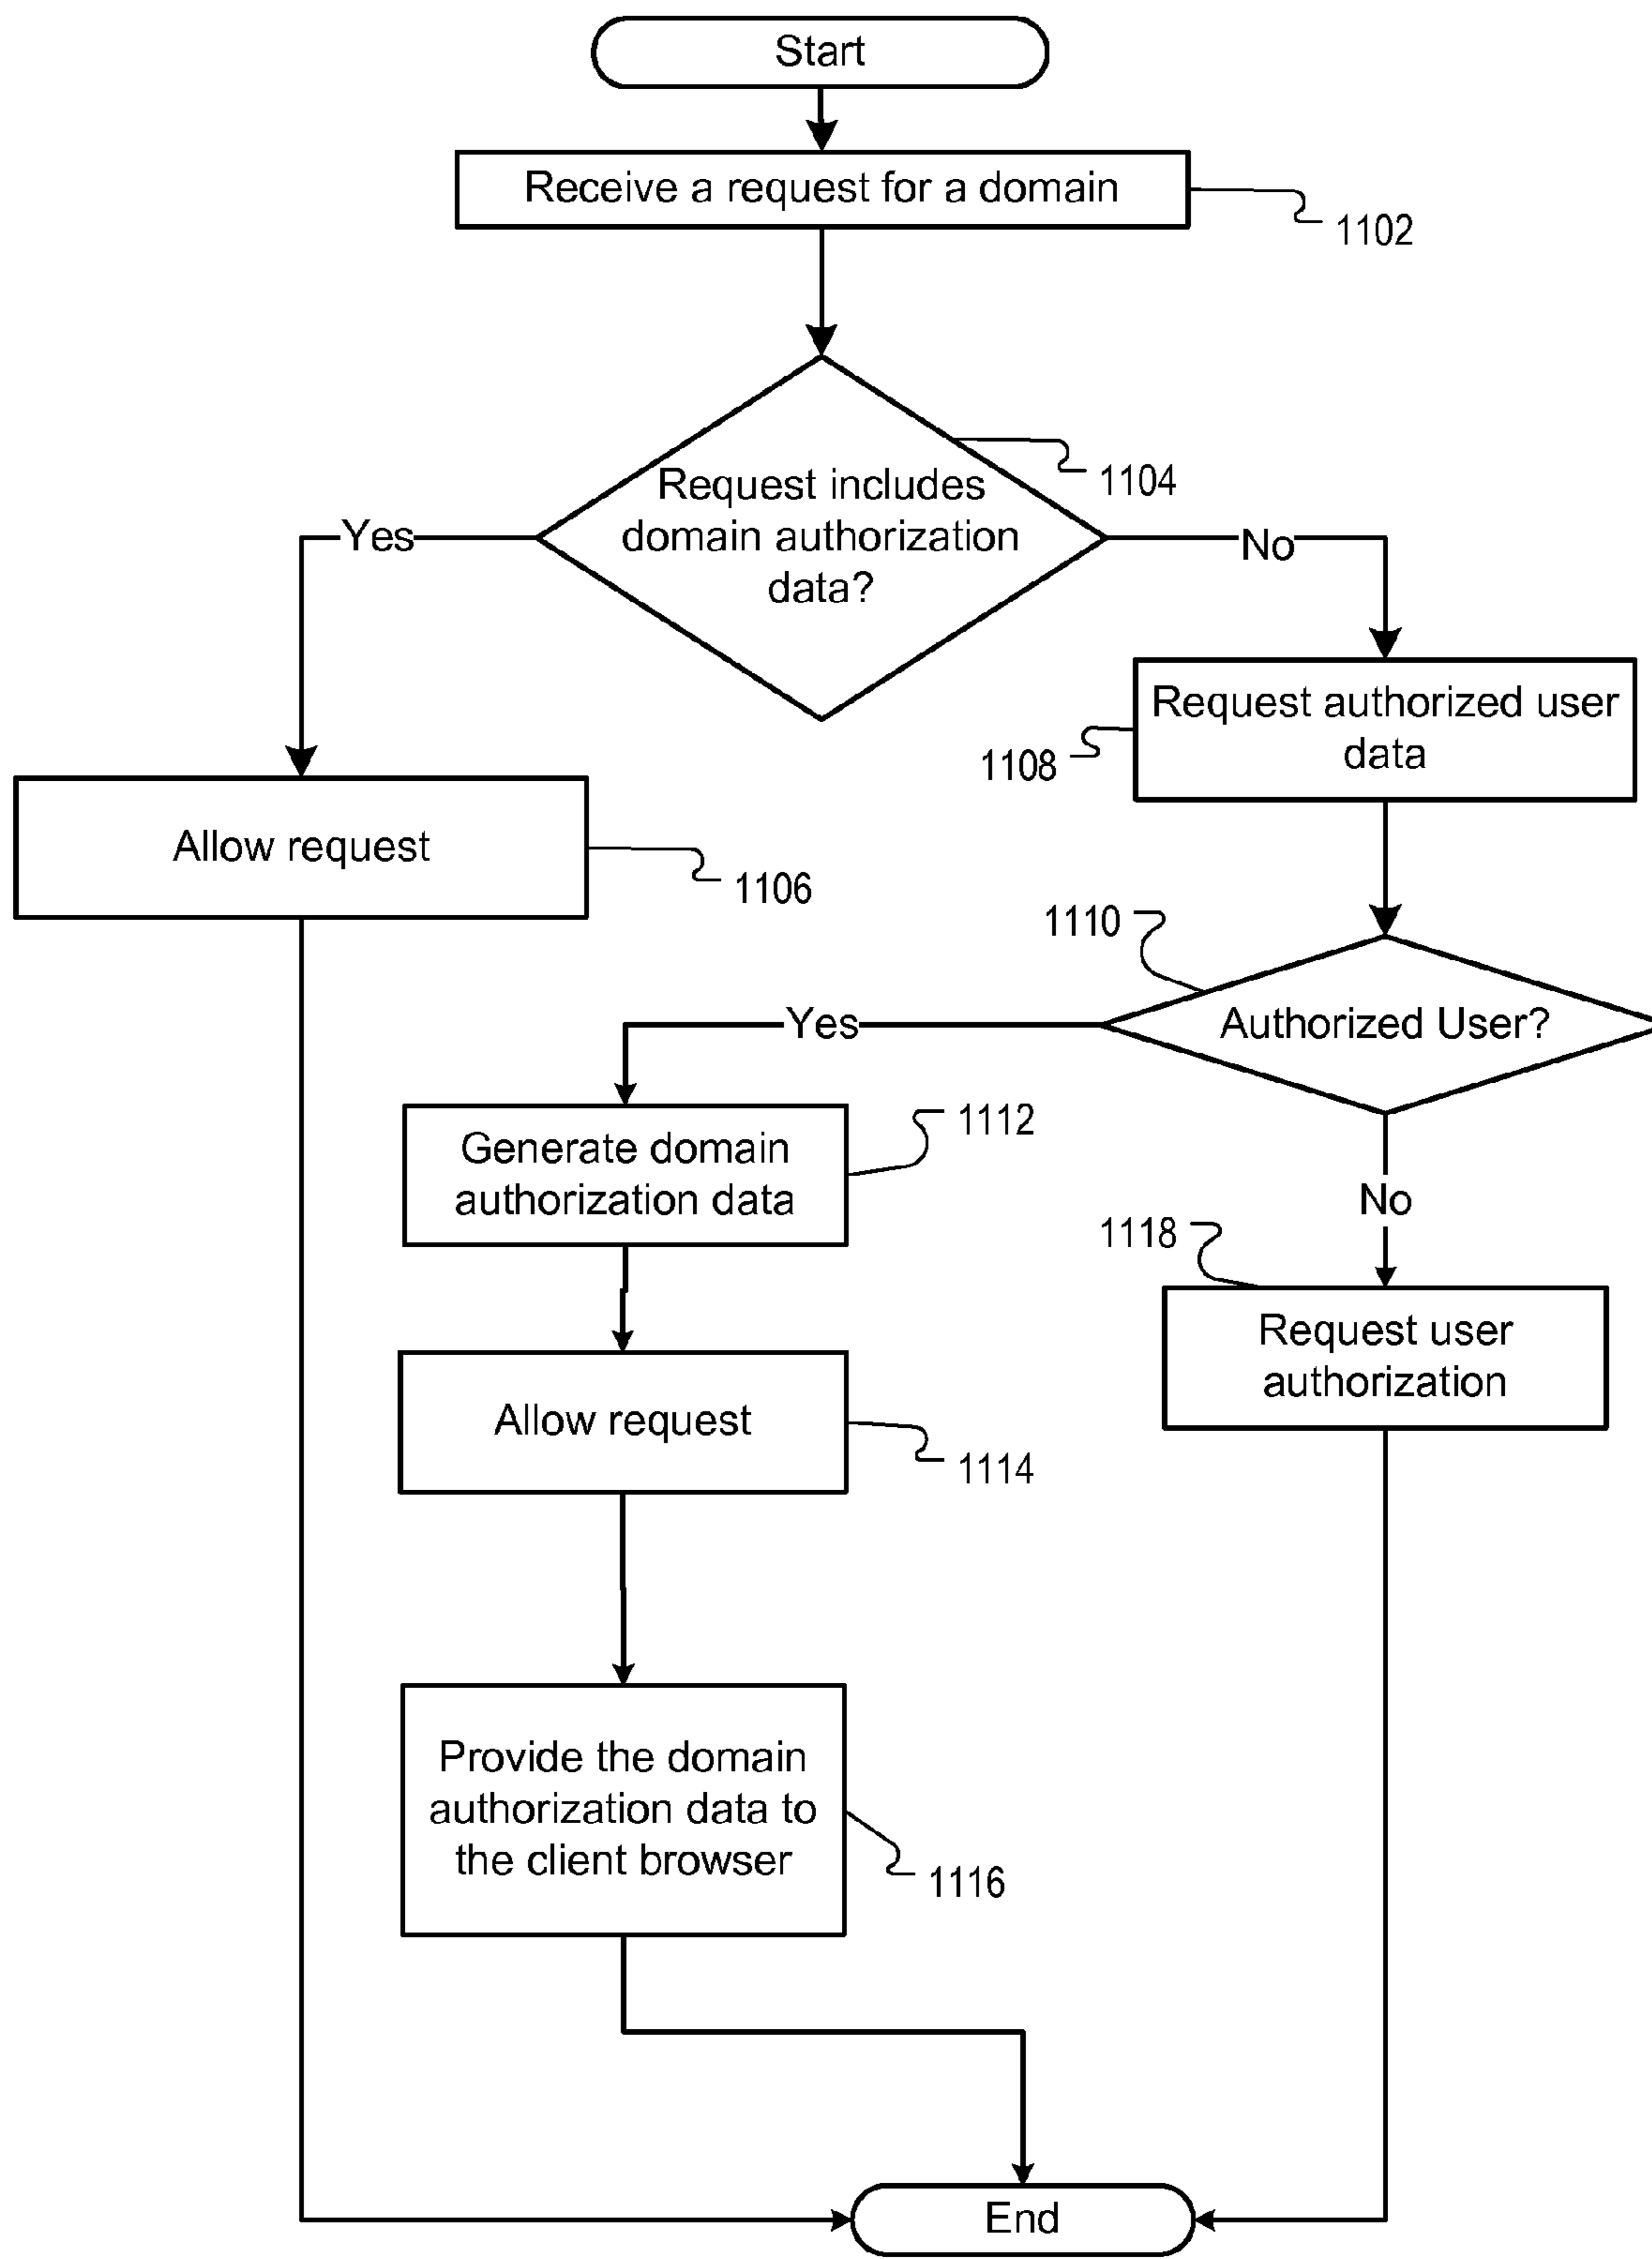 Start
Receive a request for a domain
1102
1104
Request includes
domain authorization
data?
Yes
No
Request authorized user
data
1108
Allow request
1106
1110
Authorized User?
Yes
Generate domain
authorization data
1112
No
1118
Request user
authorization
Allow request
1114
Provide the domain
authorization data to
the client browser
1116
End